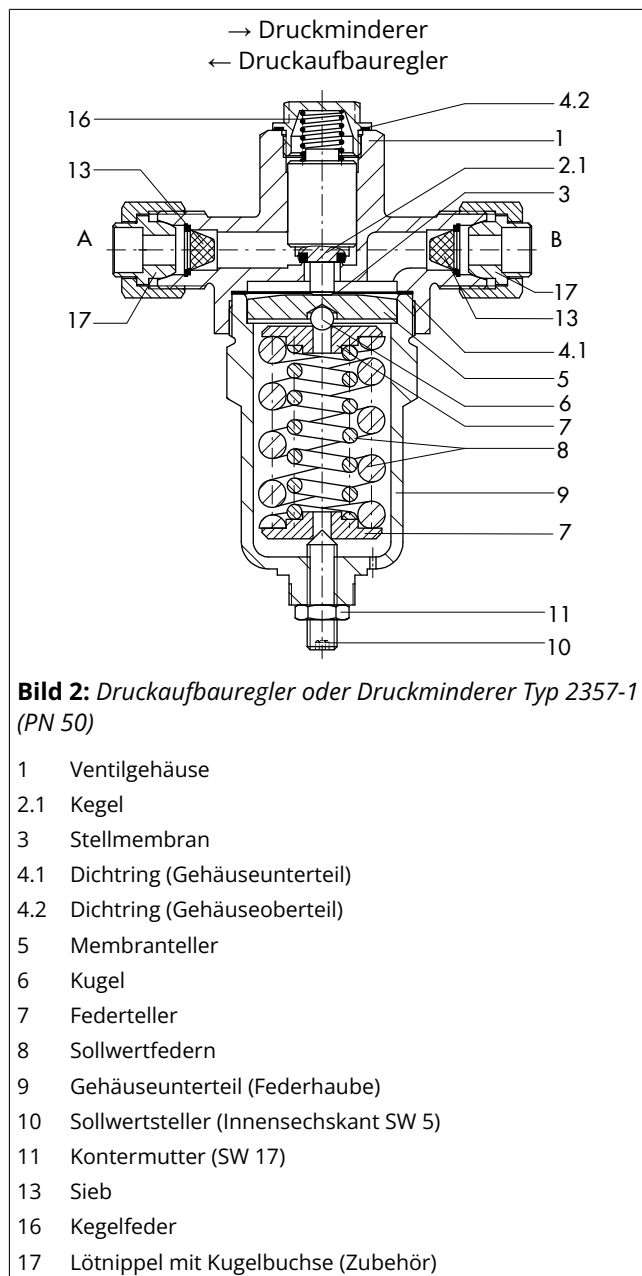 → Druckminderer
← Druckaufbauregler
16
4.2
1
13
2.1
3
A
B
17
17
13
4.1
5
6
7
8
9
7
11
10
Bild 2: Druckaufbauregler oder Druckminderer Typ 2357-1
(PN 50)
1 Ventilgehäuse
2.1 Kegel
3 Stellmembran
4.1 Dichtring (Gehäuseunterteil)
4.2 Dichtring (Gehäuseoberteil)
5 Membranteller
6 Kugel
7 Federteller
8 Sollwertfedern
9 Gehäuseunterteil (Federhaube)
10 Sollwertsteller (Innensechskant SW 5)
11 Kontermutter (SW 17)
13 Sieb
16 Kegelfeder
17 Lötnippel mit Kugelbuchse (Zubehör)